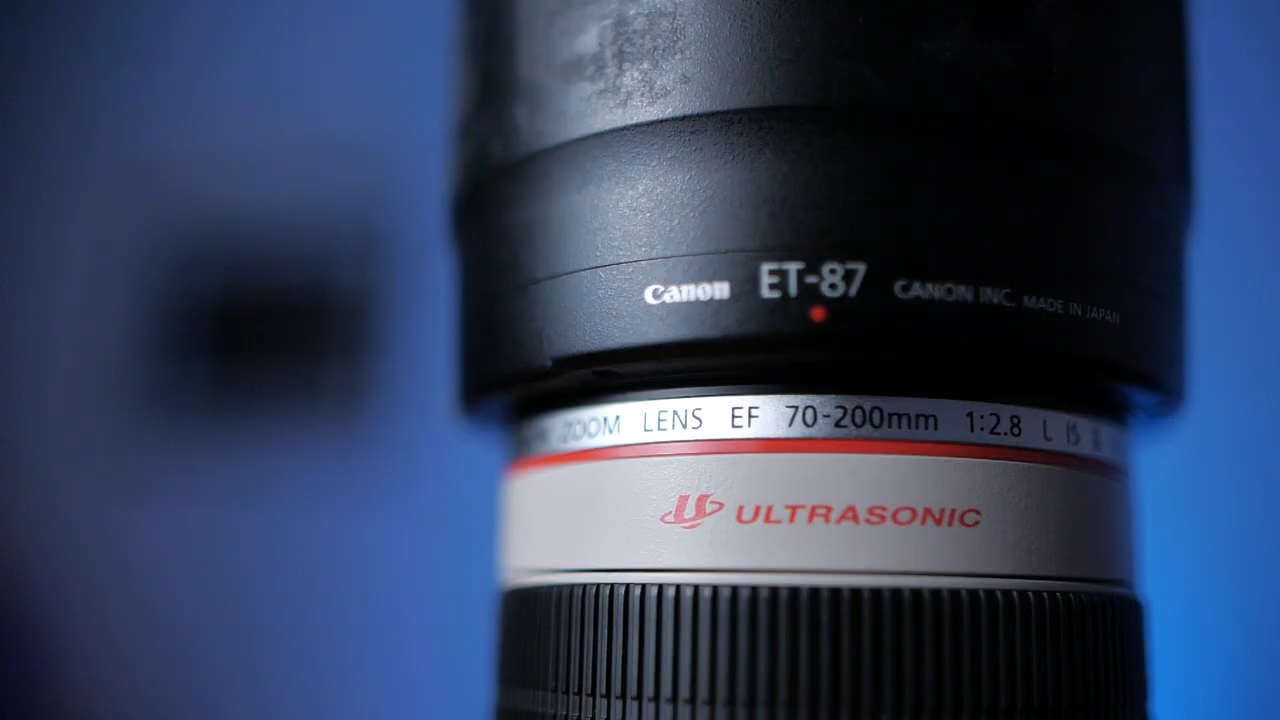 Canon ET-87 CANON INC. MADE IN JAPAN
ZOOM LENS EF 70-200mm 1:2.8 L IS
ULTRASONIC